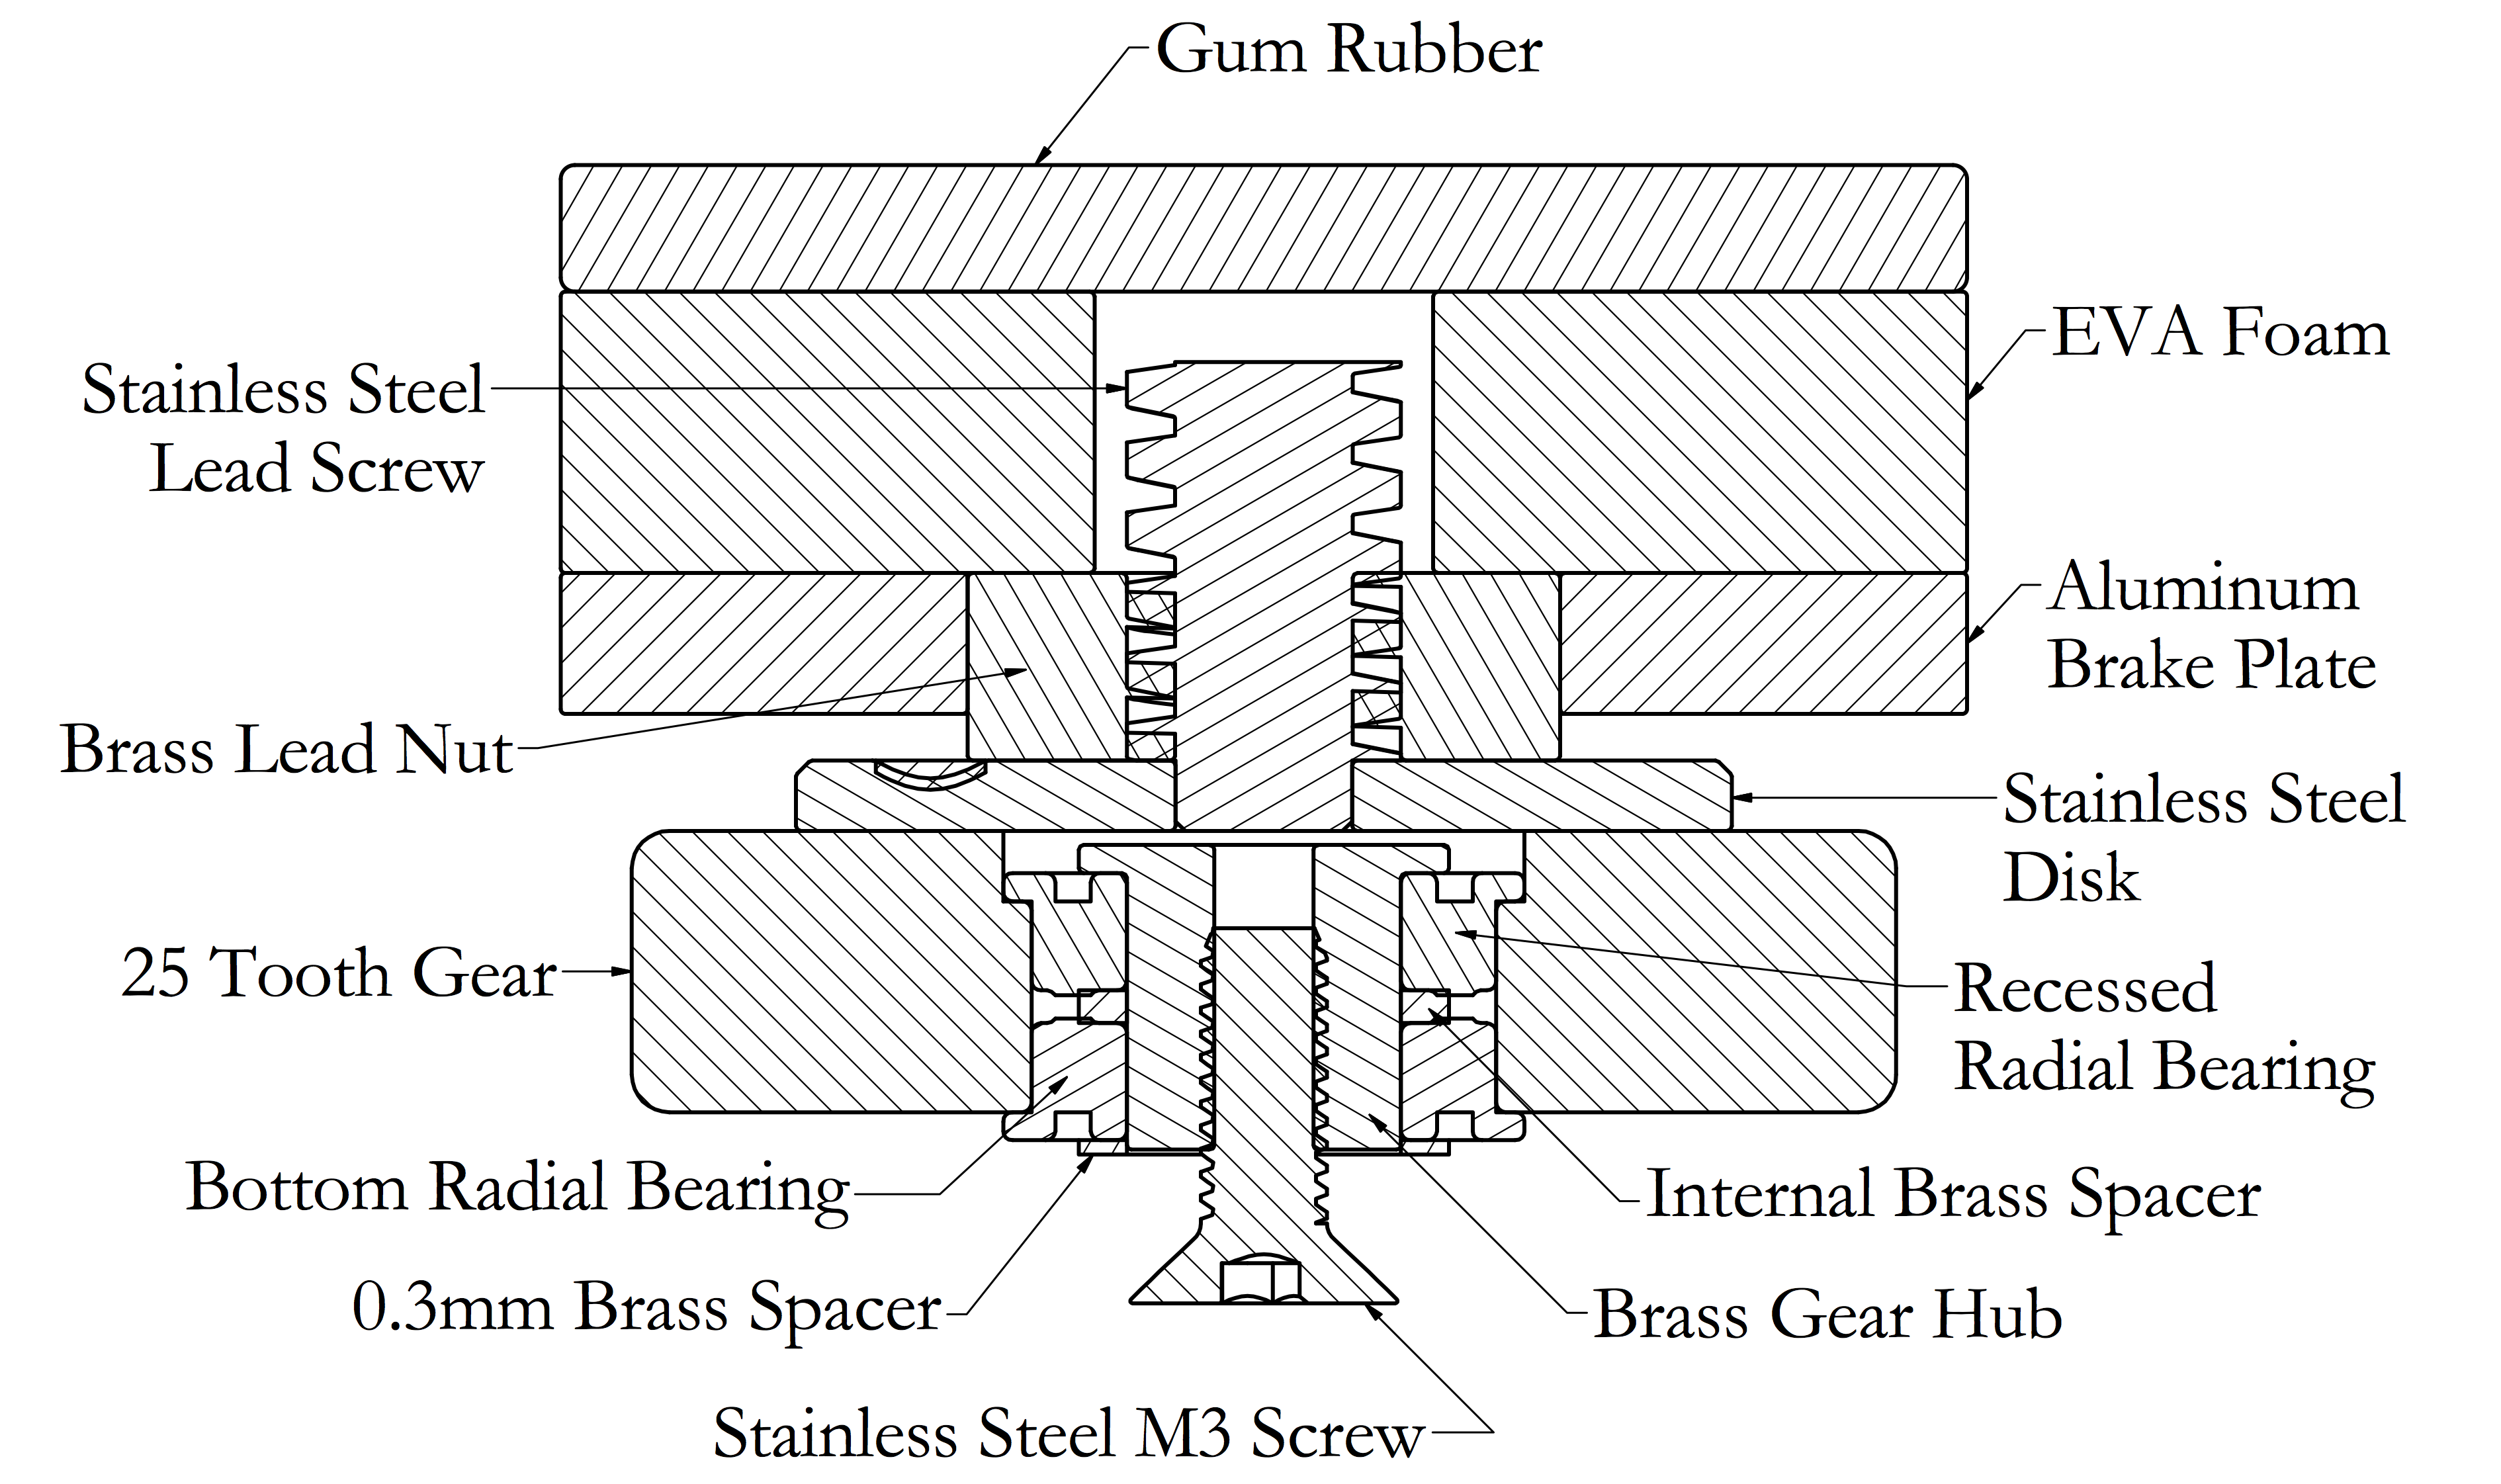 Gum Rubber
EVA Foam
Stainless Steel
Lead Screw
Aluminum
Brake Plate
Brass Lead Nut
Stainless Steel
Disk
25 Tooth Gear
Recessed
Radial Bearing
Bottom Radial Bearing
Internal Brass Spacer
0.3mm Brass Spacer
Brass Gear Hub
Stainless Steel M3 Screw